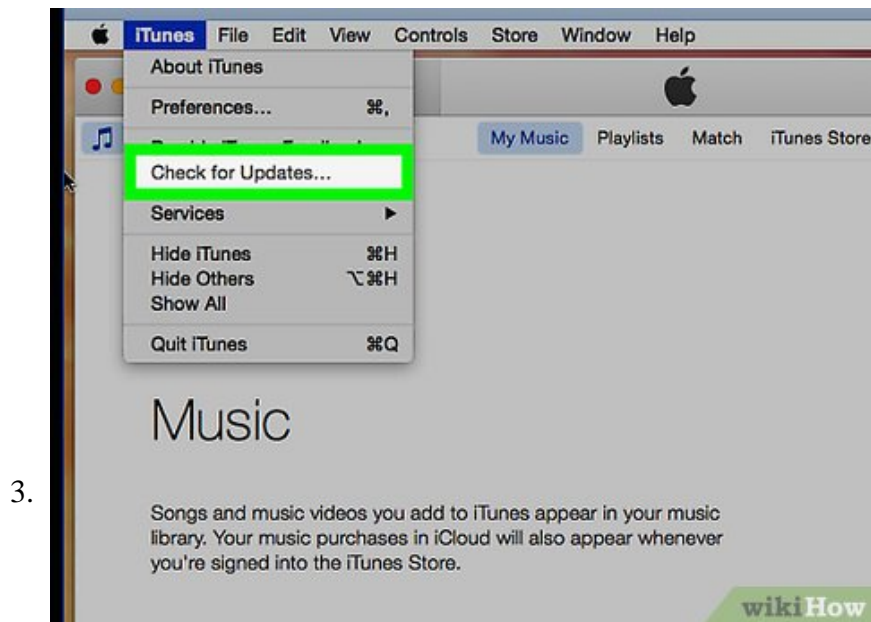 iTunes File Edit View Controls Store Window Help
About iTunes
Preferences... ⌘,
My Music Playlists Match iTunes Store
Check for Updates...
Services ▶
Hide iTunes ⌘H
Hide Others ⌥⌘H
Show All
Quit iTunes ⌘Q
Music
3.
Songs and music videos you add to iTunes appear in your music
library. Your music purchases in iCloud will also appear whenever
you're signed into the iTunes Store.
wikiHow